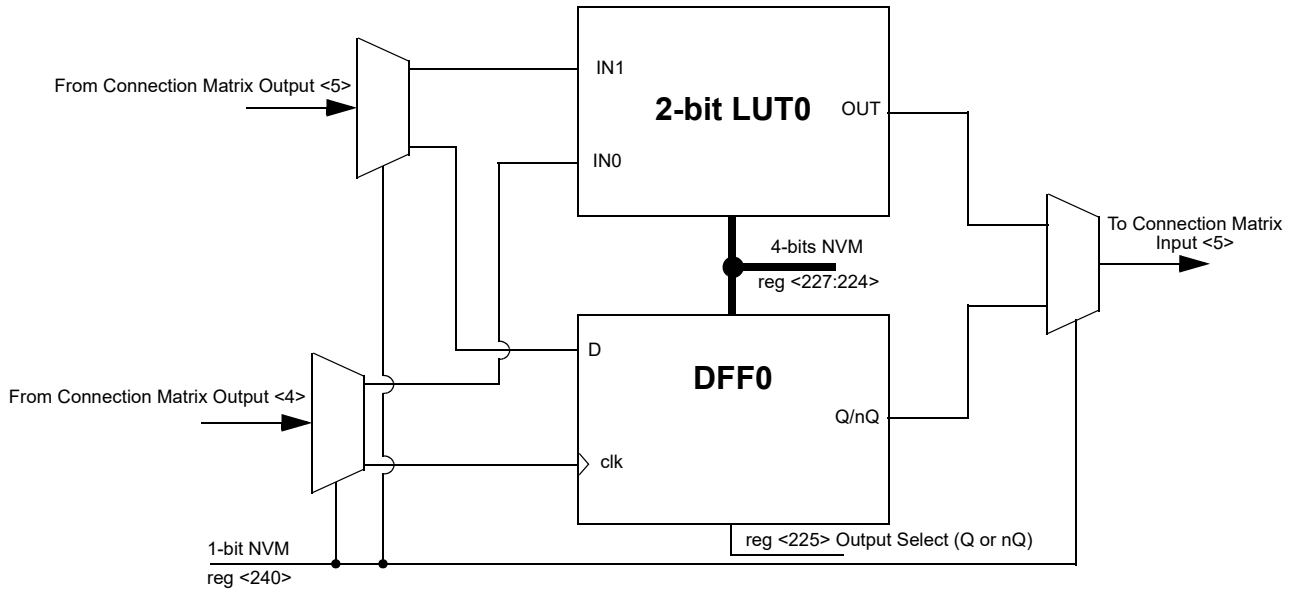 From Connection Matrix Output <5>
IN1
2-bit LUT0
OUT
IN0
To Connection Matrix
Input <5>
4-bits NVM
reg <227:224>
D
DFF0
From Connection Matrix Output <4>
Q/nQ
clk
reg <225> Output Select (Q or nQ)
1-bit NVM
reg <240>